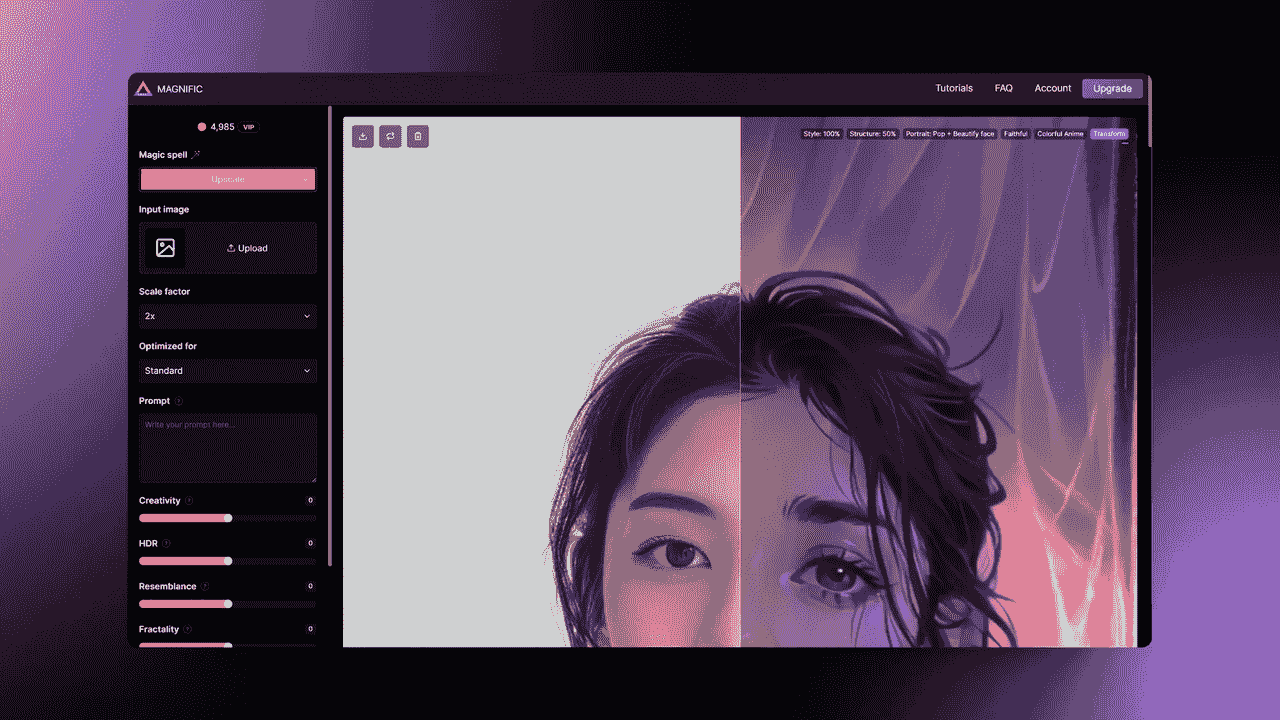 MAGNIFIC
Tutorials
FAQ
Account
Upgrade
4,985 VIP
Magic spell
Upscale
Input image
Upload
Scale factor
2x
Optimized for
Standard
Prompt ?
Write your prompt here...
Creativity ? 0
HDR ? 0
Resemblance ? 0
Fractality ? 0
Style: 100%
Structure: 50%
Portrait: Pop + Beautify face
Faithful
Colorful Anime
Transform